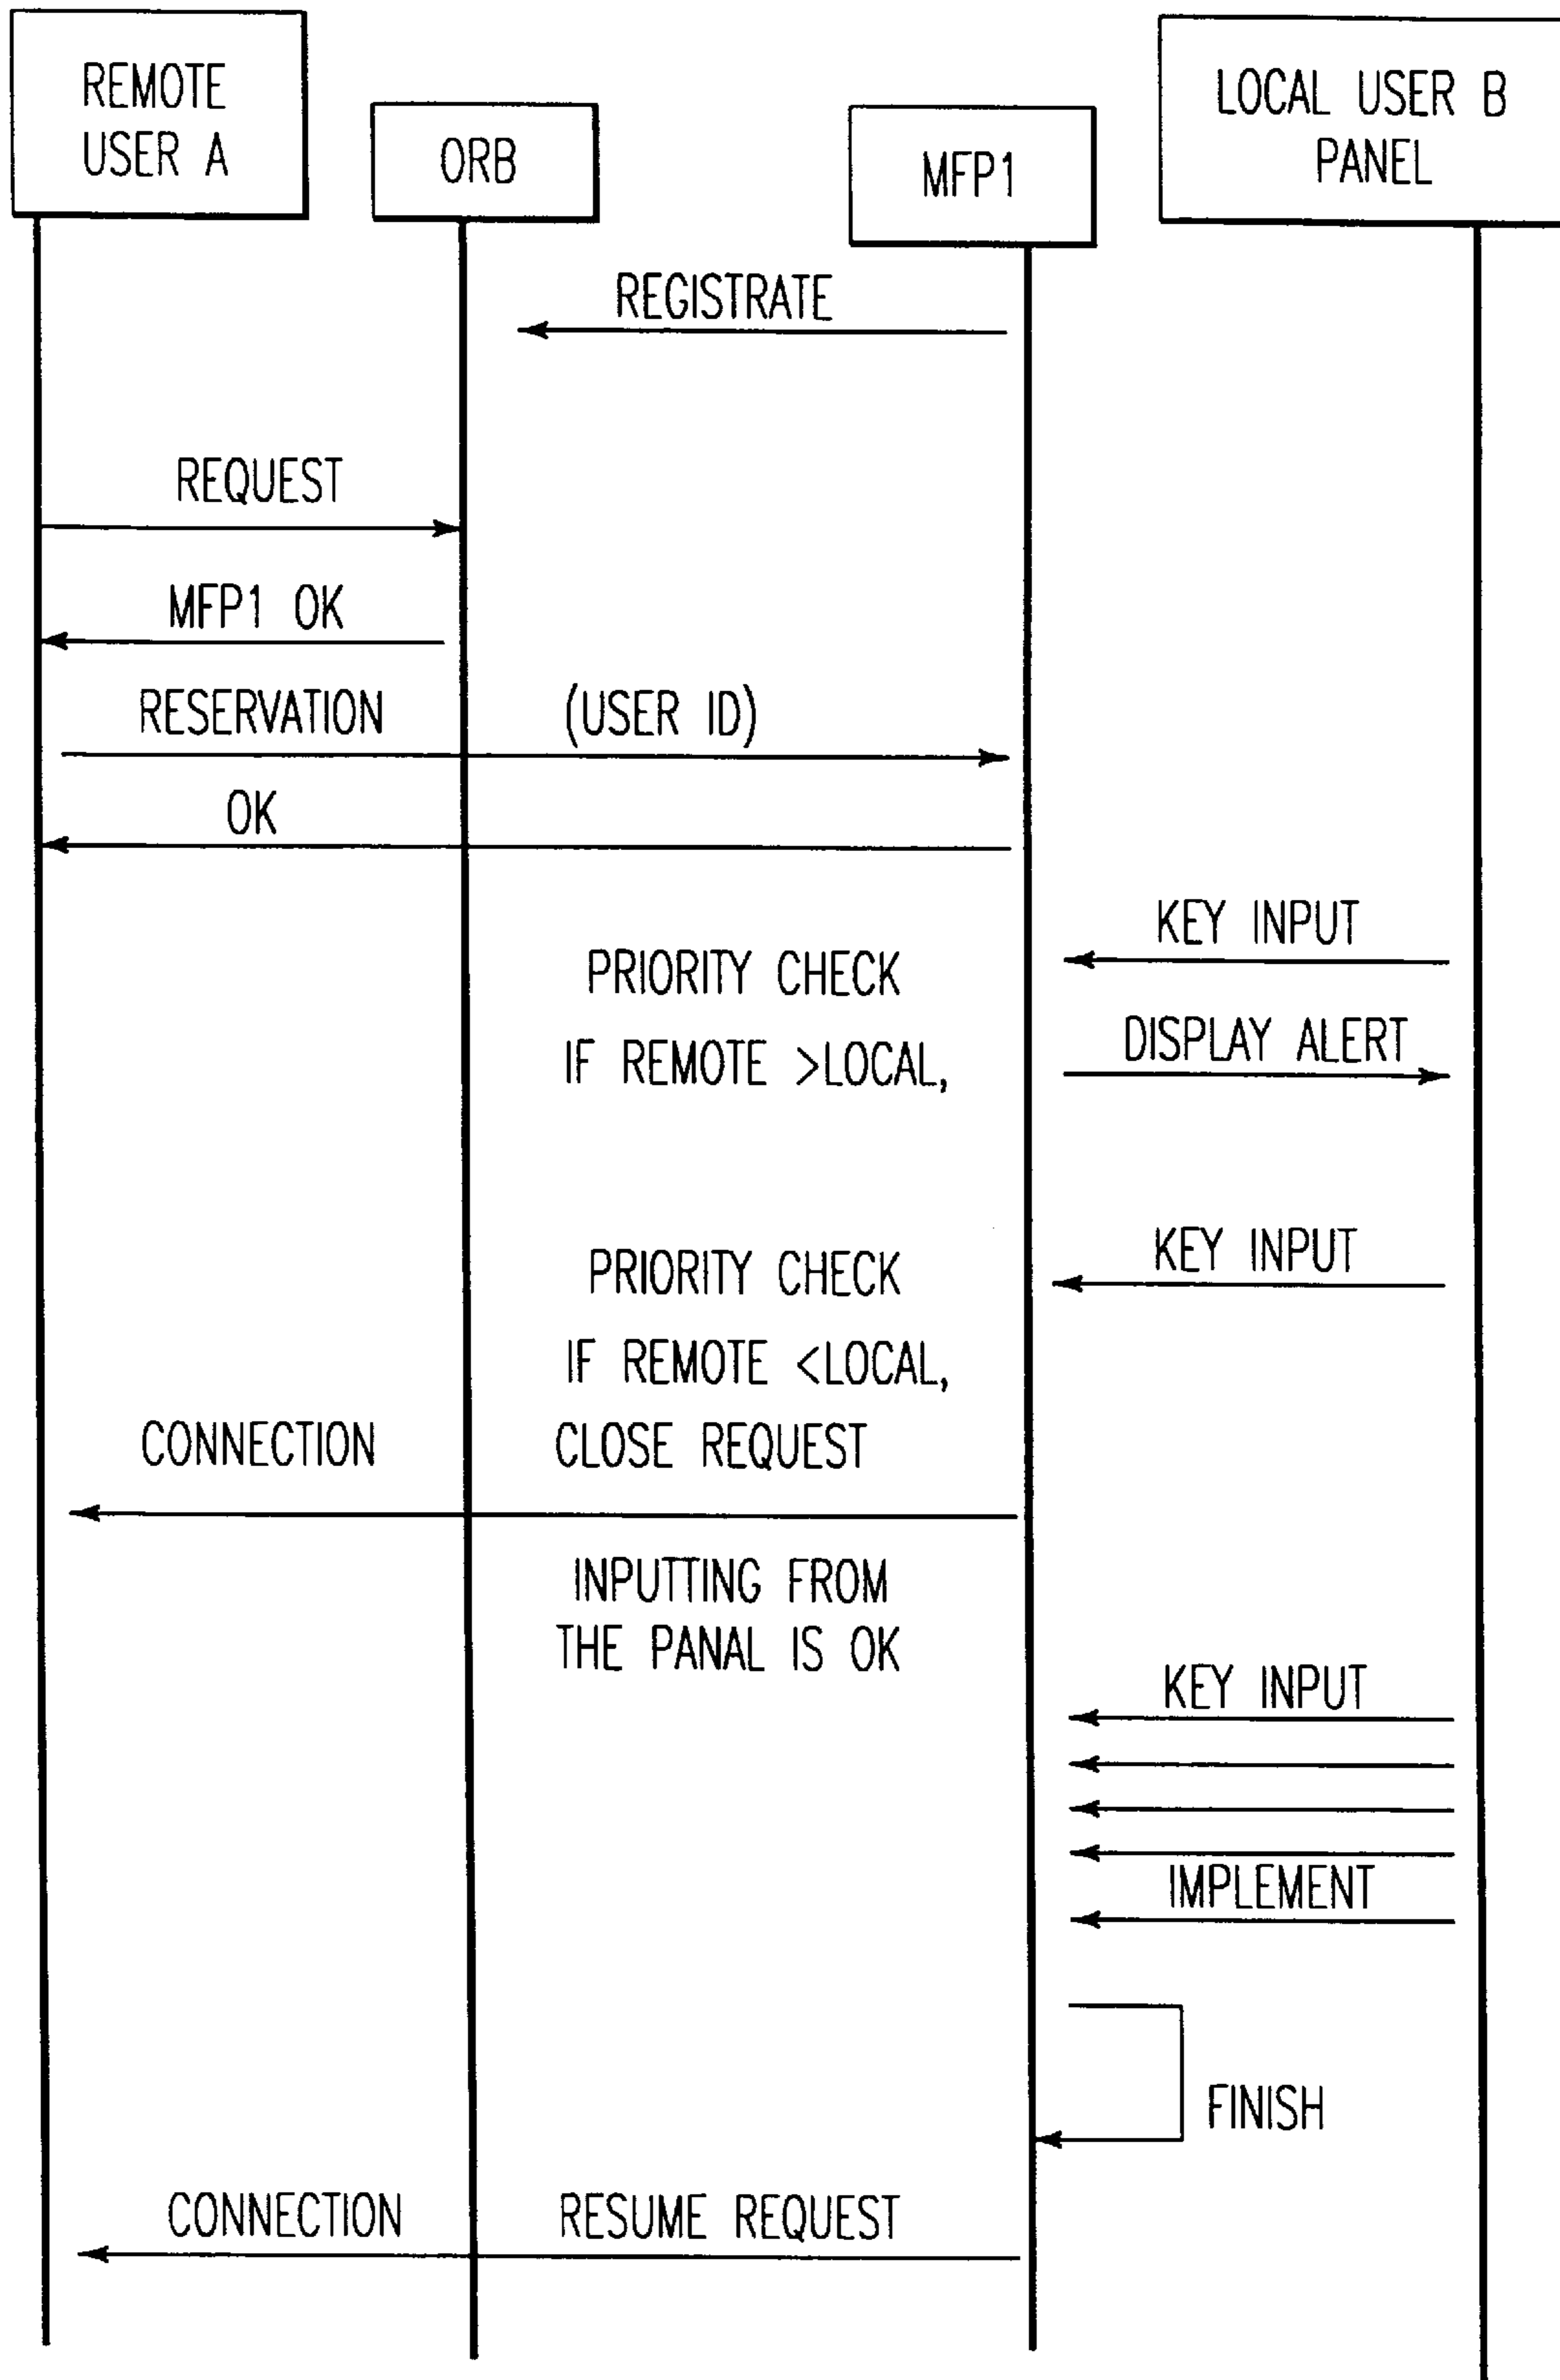 REMOTE
USER A
ORB
MFP1
LOCAL USER B
PANEL
REGISTRATE
REQUEST
MFP1 OK
RESERVATION (USER ID)
OK
KEY INPUT
PRIORITY CHECK
DISPLAY ALERT
IF REMOTE >LOCAL,
KEY INPUT
PRIORITY CHECK
IF REMOTE <LOCAL,
CONNECTION CLOSE REQUEST
INPUTTING FROM
THE PANAL IS OK
KEY INPUT
IMPLEMENT
FINISH
CONNECTION RESUME REQUEST